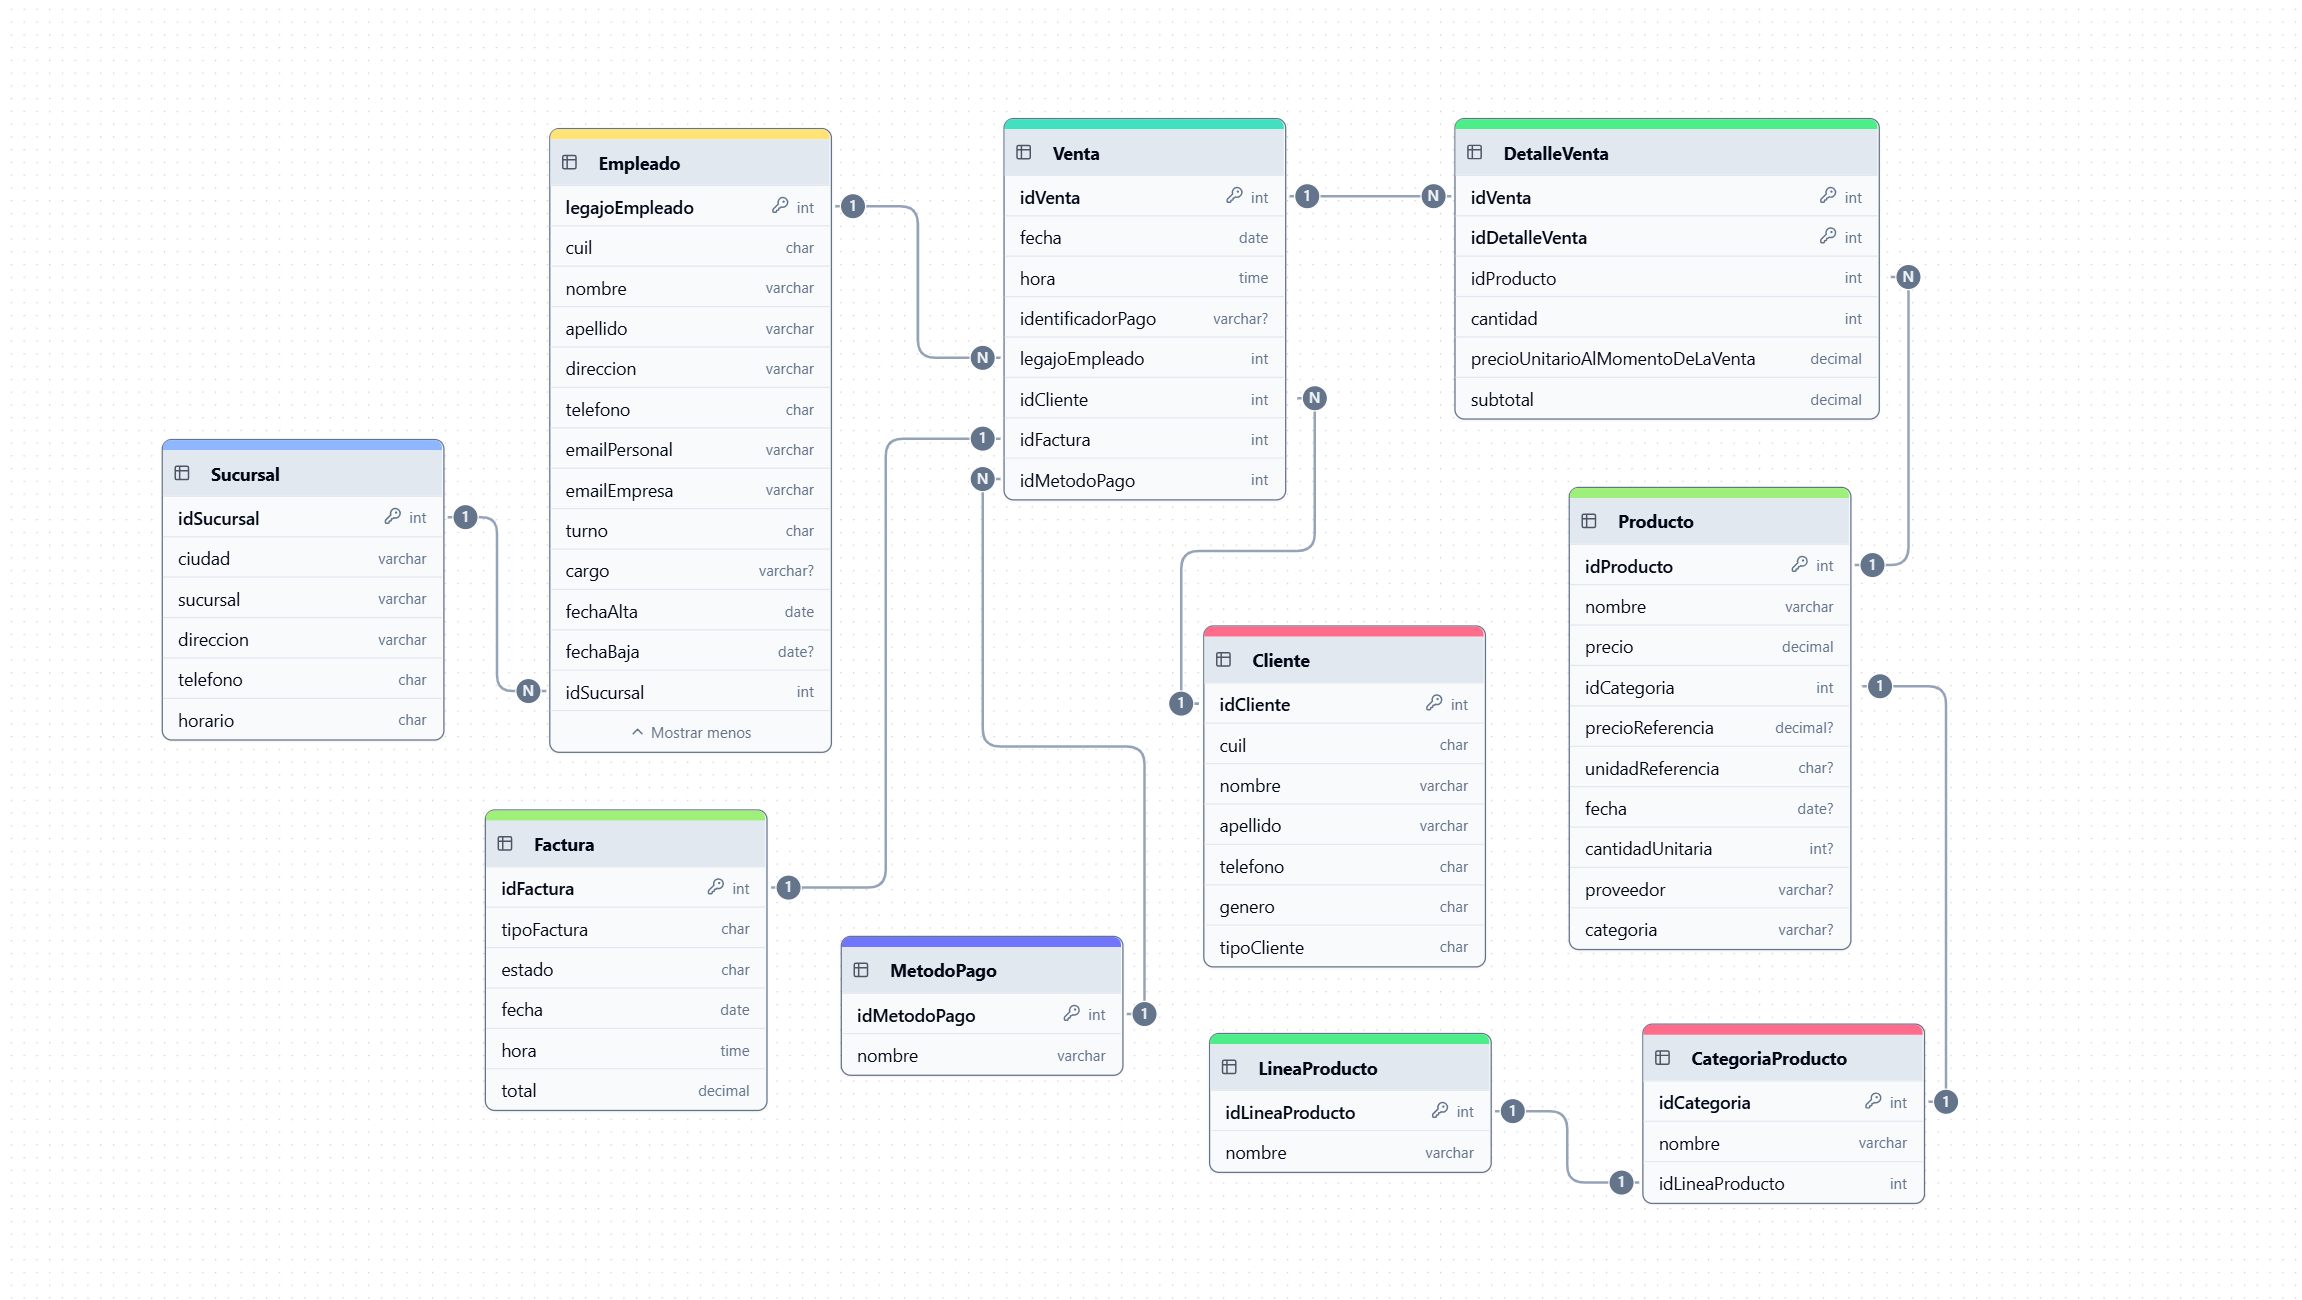 Empleado
legajoEmpleado int
cuil char
nombre varchar
apellido varchar
direccion varchar
telefono char
emailPersonal varchar
emailEmpresa varchar
turno char
cargo varchar?
fechaAlta date
fechaBaja date?
idSucursal int
Mostrar menos
1
N
Venta
idVenta int
fecha date
hora time
identificadorPago varchar?
legajoEmpleado int
idCliente int
idFactura int
idMetodoPago int
1
N
N
1
N
DetalleVenta
idVenta int
idDetalleVenta int
idProducto int
cantidad int
precioUnitarioAlMomentoDeLaVenta decimal
subtotal decimal
N
Sucursal
idSucursal int
ciudad varchar
sucursal varchar
direccion varchar
telefono char
horario char
1
N
Producto
idProducto int
nombre varchar
precio decimal
idCategoria int
precioReferencia decimal?
unidadReferencia char?
fecha date?
cantidadUnitaria int?
proveedor varchar?
categoria varchar?
1
1
Cliente
idCliente int
cuil char
nombre varchar
apellido varchar
telefono char
genero char
tipoCliente char
1
Factura
idFactura int
tipoFactura char
estado char
fecha date
hora time
total decimal
1
MetodoPago
idMetodoPago int
nombre varchar
1
LineaProducto
idLineaProducto int
nombre varchar
1
1
CategoriaProducto
idCategoria int
nombre varchar
idLineaProducto int
1